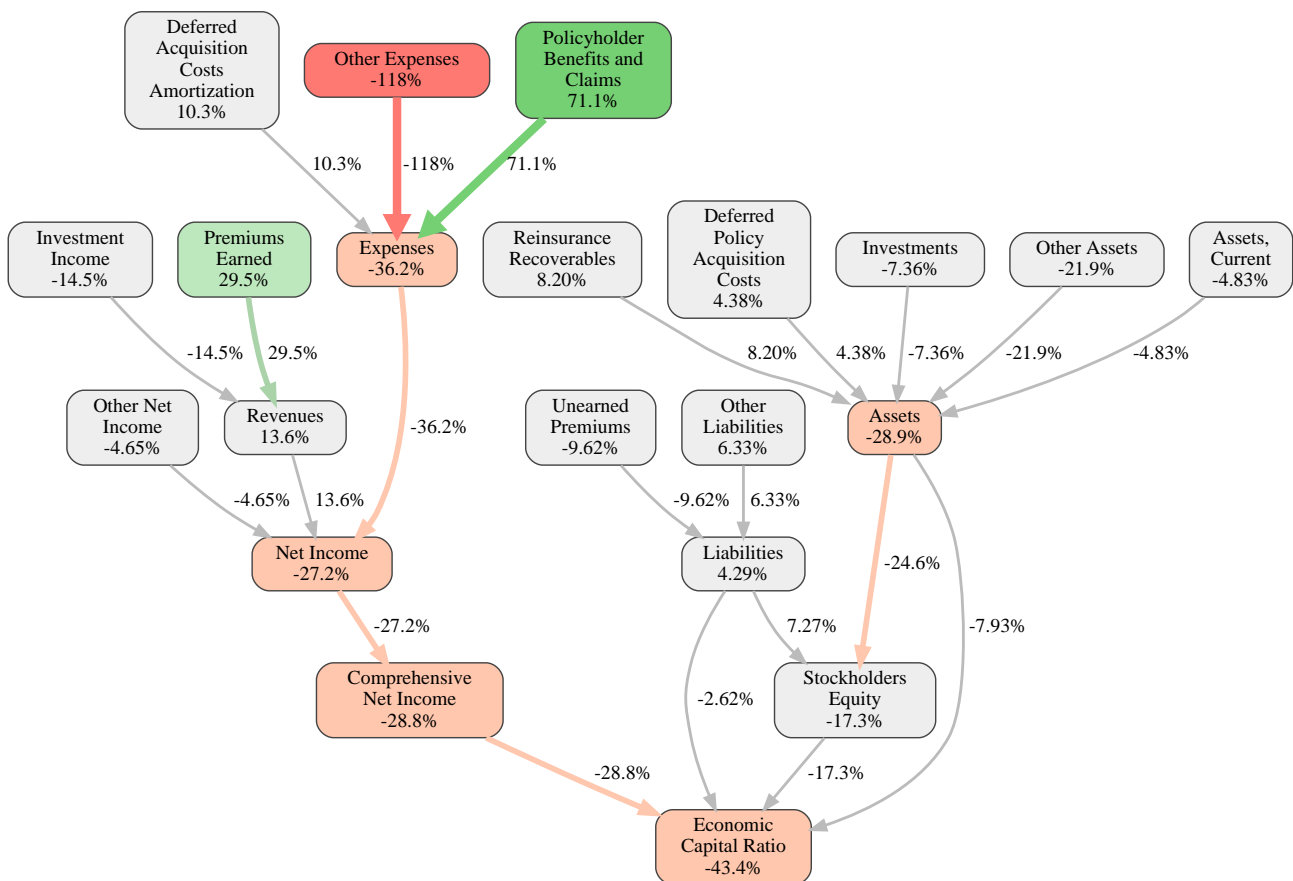 Deferred
Acquisition
Costs
Amortization
10.3%
Other Expenses
-118%
Policyholder
Benefits and
Claims
71.1%
10.3%
-118%
71.1%
Investment
Income
-14.5%
Premiums
Earned
29.5%
Expenses
-36.2%
Reinsurance
Recoverables
8.20%
Deferred
Policy
Acquisition
Costs
4.38%
Investments
-7.36%
Other Assets
-21.9%
Assets,
Current
-4.83%
-14.5%
29.5%
8.20%
4.38%
-7.36%
-21.9%
-4.83%
Other Net
Income
-4.65%
Revenues
13.6%
-36.2%
Unearned
Premiums
-9.62%
Other
Liabilities
6.33%
Assets
-28.9%
-4.65%
13.6%
-9.62%
6.33%
Net Income
-27.2%
Liabilities
4.29%
-24.6%
-27.2%
7.27%
-7.93%
Comprehensive
Net Income
-28.8%
-2.62%
Stockholders
Equity
-17.3%
-28.8%
-17.3%
Economic
Capital Ratio
-43.4%